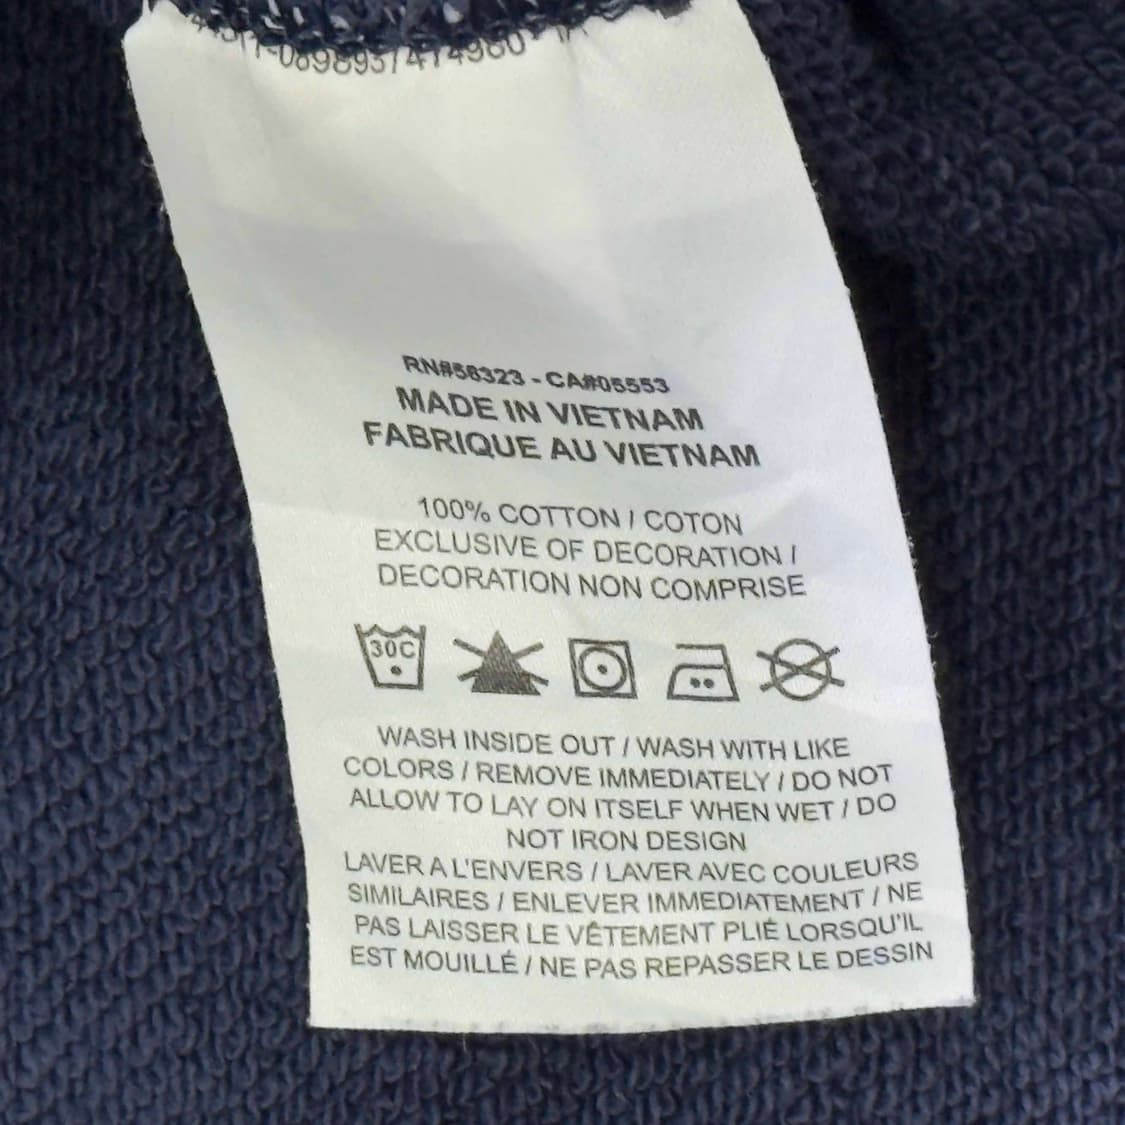 RN#56323 - CA#05553
MADE IN VIETNAM
FABRIQUE AU VIETNAM
100% COTTON / COTON
EXCLUSIVE OF DECORATION /
DECORATION NON COMPRISE
30C
WASH INSIDE OUT / WASH WITH LIKE
COLORS / REMOVE IMMEDIATELY / DO NOT
ALLOW TO LAY ON ITSELF WHEN WET / DO
NOT IRON DESIGN
LAVER A L'ENVERS / LAVER AVEC COULEURS
SIMILAIRES / ENLEVER IMMEDIATEMENT / NE
PAS LAISSER LE VÊTEMENT PLIÉ LORSQU'IL
EST MOUILLÉ / NE PAS REPASSER LE DESSIN